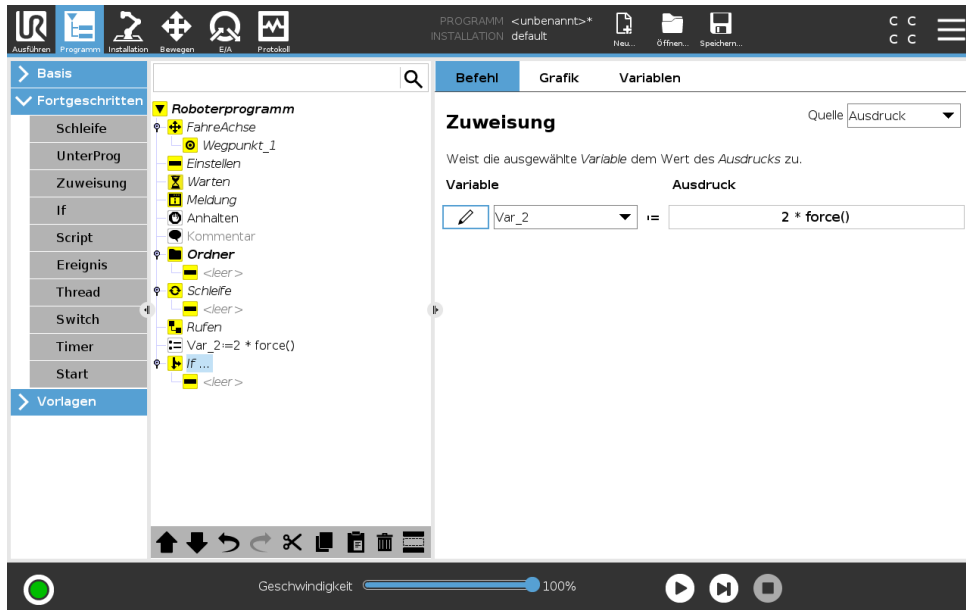 PROGRAMM <unbenannt>*
INSTALLATION default
Ausführen Programm Installation Bewegen E/A Protokoll
Neu... Öffnen... Speichern...
C C
C C
Basis
Fortgeschritten
Schleife
UnterProg
Zuweisung
If
Script
Ereignis
Thread
Switch
Timer
Start
Vorlagen
Roboterprogramm
FahreAchse
Wegpunkt_1
Einstellen
Warten
Meldung
Anhalten
Kommentar
Ordner
<leer>
Schleife
<leer>
Rufen
Var_2:=2 * force()
If ...
<leer>
Befehl Grafik Variablen
Zuweisung
Quelle Ausdruck
Weist die ausgewählte Variable dem Wert des Ausdrucks zu.
Variable Ausdruck
Var_2 := 2 * force()
Geschwindigkeit 100%